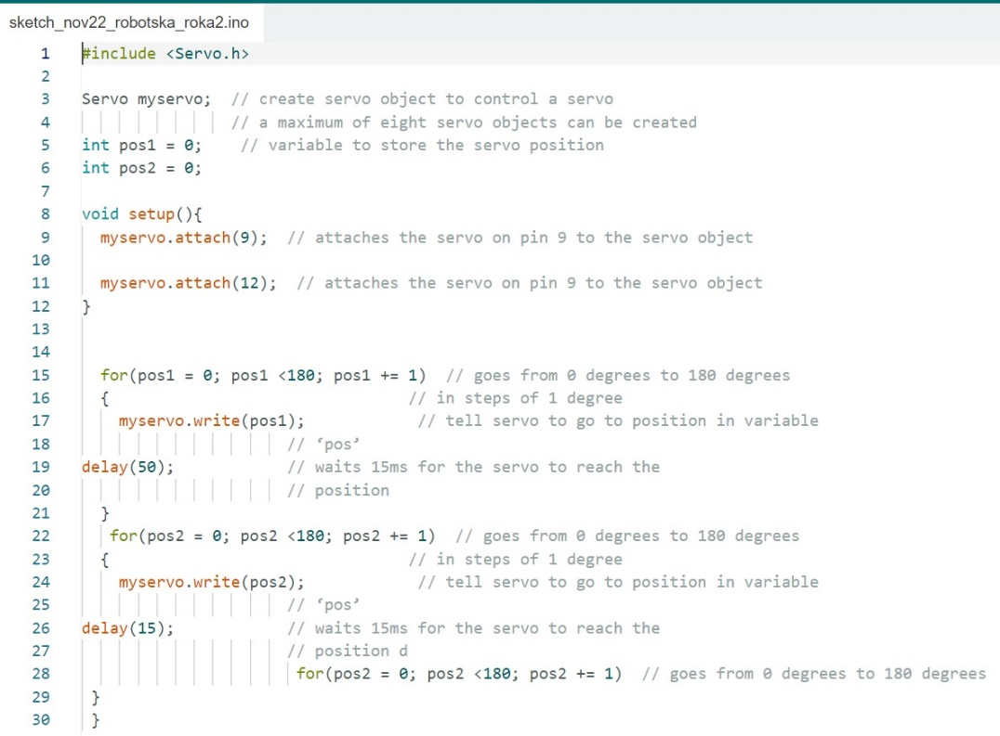 sketch_nov22_robotska_roka2.ino
1 #include <Servo.h>
2
3 Servo myservo;  // create servo object to control a servo
4                 // a maximum of eight servo objects can be created
5 int pos1 = 0;    // variable to store the servo position
6 int pos2 = 0;
7
8 void setup(){
9   myservo.attach(9);  // attaches the servo on pin 9 to the servo object
10
11   myservo.attach(12);  // attaches the servo on pin 9 to the servo object
12 }
13
14
15   for(pos1 = 0; pos1 <180; pos1 += 1)  // goes from 0 degrees to 180 degrees
16   {                                // in steps of 1 degree
17     myservo.write(pos1);            // tell servo to go to position in variable
18                       // ‘pos’
19 delay(50);            // waits 15ms for the servo to reach the
20                       // position
21   }
22    for(pos2 = 0; pos2 <180; pos2 += 1)  // goes from 0 degrees to 180 degrees
23   {                                // in steps of 1 degree
24     myservo.write(pos2);            // tell servo to go to position in variable
25                       // ‘pos’
26 delay(15);            // waits 15ms for the servo to reach the
27                       // position d
28                        for(pos2 = 0; pos2 <180; pos2 += 1)  // goes from 0 degrees to 180 degrees
29  }
30  }